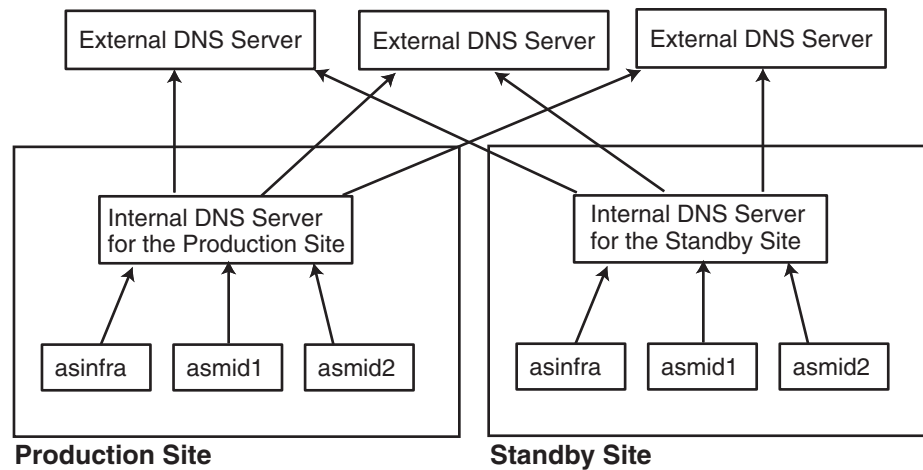 External DNS Server
External DNS Server
External DNS Server
Internal DNS Server
for the Production Site
Internal DNS Server
for the Standby Site
asinfra
asmid1
asmid2
asinfra
asmid1
asmid2
Production Site
Standby Site